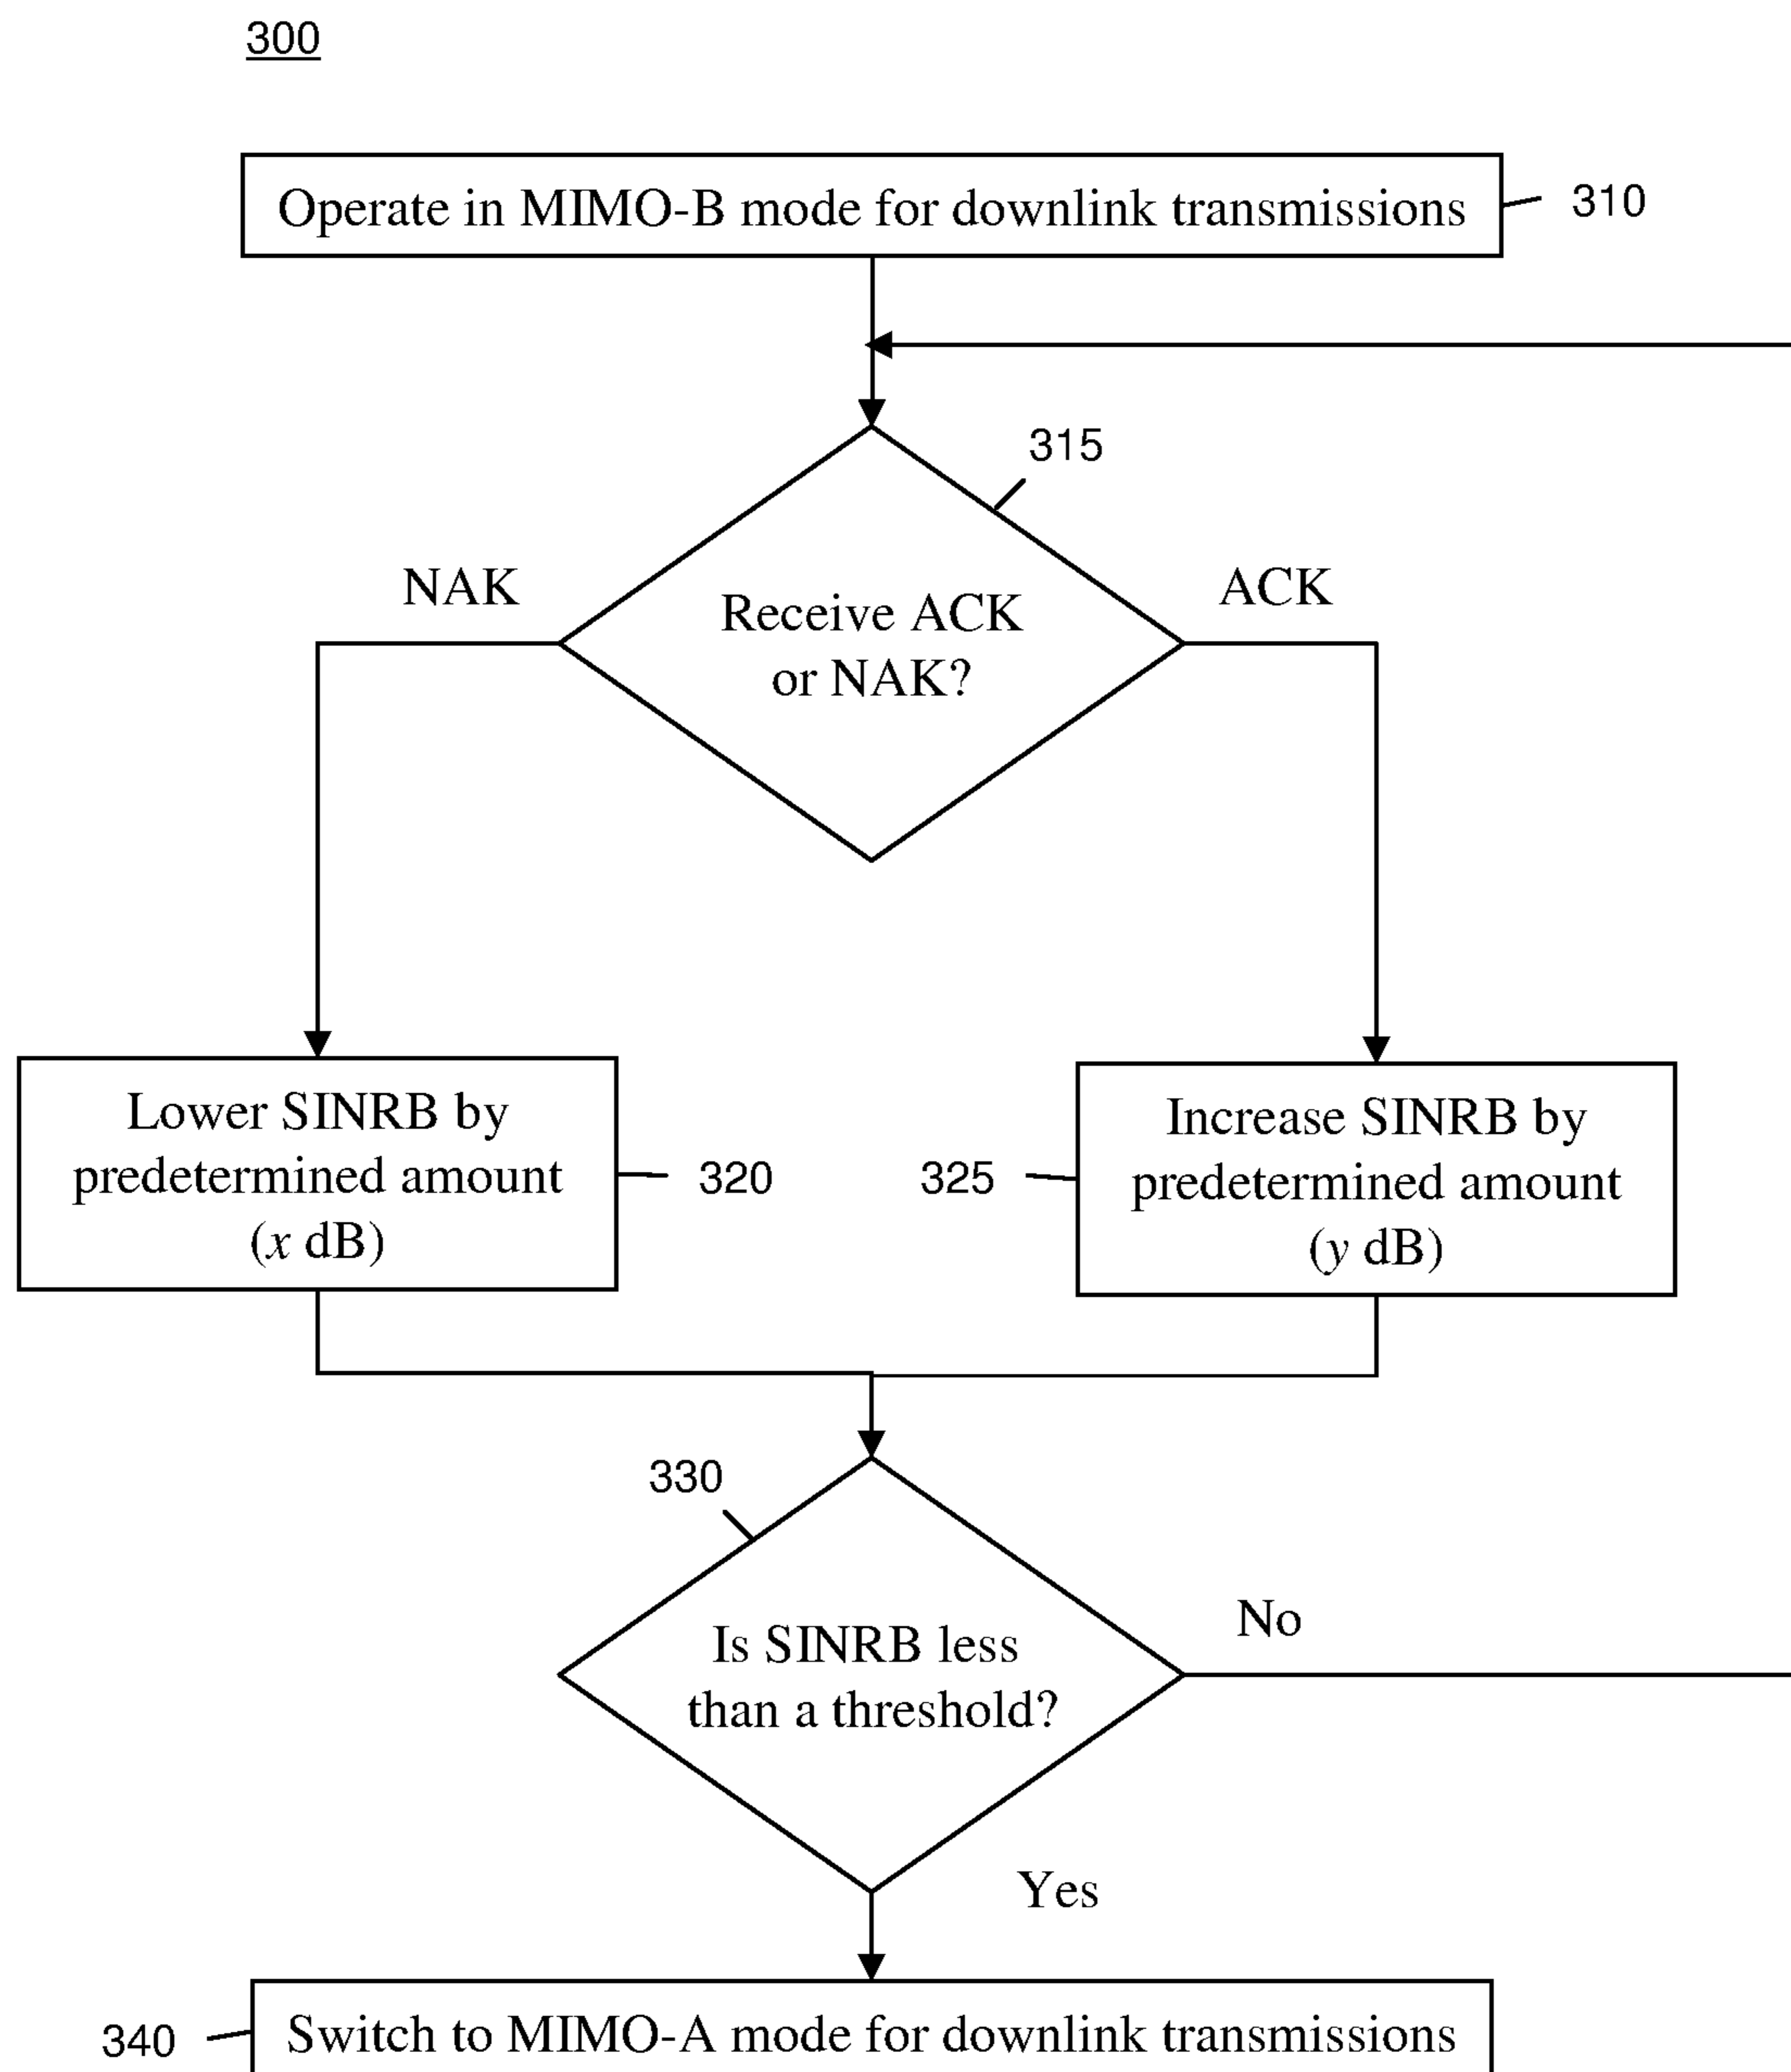 300
Operate in MIMO-B mode for downlink transmissions
310
315
NAK
ACK
Receive ACK
or NAK?
Lower SINRB by
predetermined amount
(x dB)
320
325
Increase SINRB by
predetermined amount
(y dB)
330
Is SINRB less
than a threshold?
No
Yes
340
Switch to MIMO-A mode for downlink transmissions